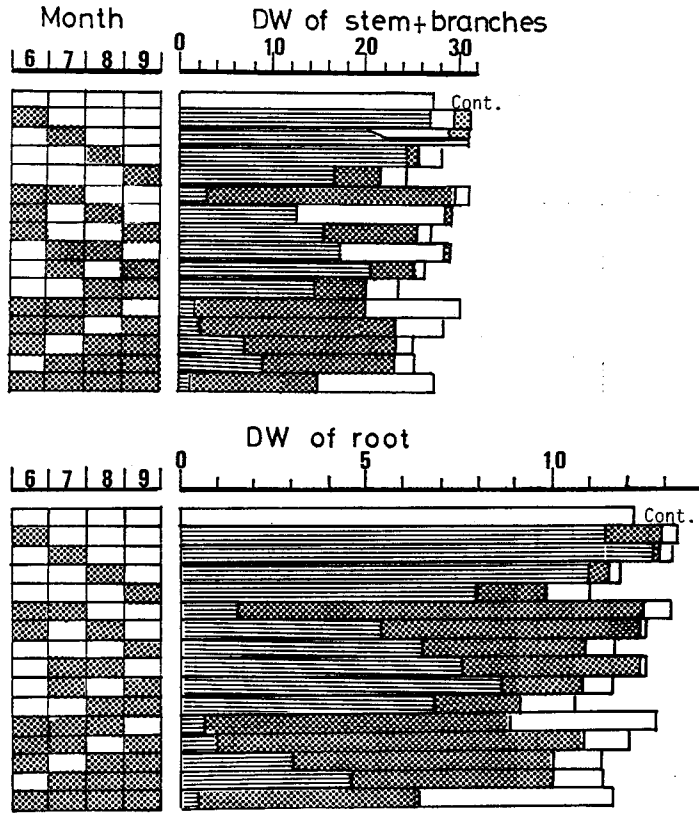 Month DW of stem+branches
6 7 8 9 0 10 20 30
Cont.
DW of root
6 7 8 9 0 5 10
Cont.